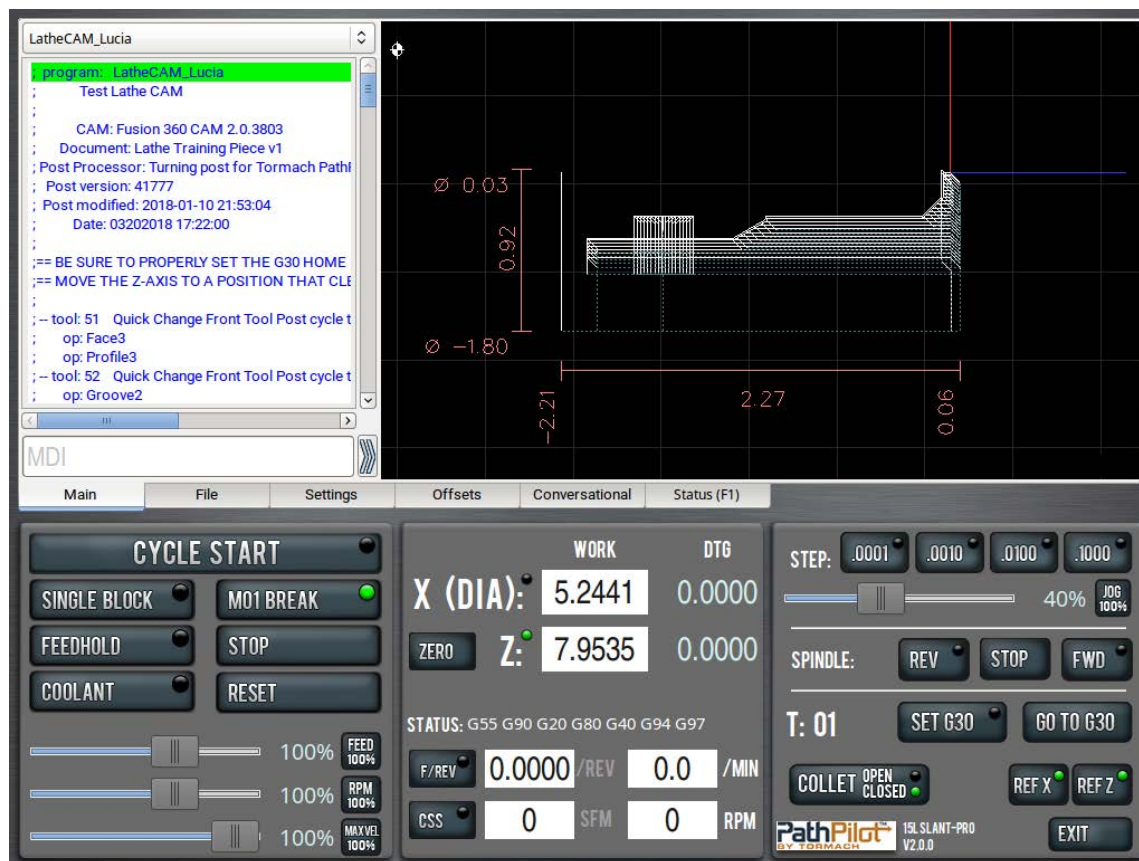 LatheCAM_Lucia
; program: LatheCAM_Lucia
; Test Lathe CAM
;
; CAM: Fusion 360 CAM 2.0.3803
; Document: Lathe Training Piece v1
; Post Processor: Turning post for Tormach PathP
; Post version: 41777
; Post modified: 2018-01-10 21:53:04
; Date: 03202018 17:22:00
;
;== BE SURE TO PROPERLY SET THE G30 HOME
;== MOVE THE Z-AXIS TO A POSITION THAT CLE
;
; -- tool: 51 Quick Change Front Tool Post cycle t
; op: Face3
; op: Profile3
; -- tool: 52 Quick Change Front Tool Post cycle t
; op: Groove2
MDI
Ø 0.03
0.92
Ø -1.80
-2.21
2.27
0.06
Main File Settings Offsets Conversational Status (F1)
CYCLE START
SINGLE BLOCK M01 BREAK
FEEDHOLD STOP
COOLANT RESET
100% FEED 100%
100% RPM 100%
100% MAXVEL 100%
WORK DTG
X (DIA): 5.2441 0.0000
ZERO Z: 7.9535 0.0000
STATUS: G55 G90 G20 G80 G40 G94 G97
F/REV 0.0000 /REV 0.0 /MIN
CSS 0 SFM 0 RPM
STEP: .0001 .0010 .0100 .1000
40% JOG 100%
SPINDLE: REV STOP FWD
T: 01 SET G30 GO TO G30
COLLET OPEN CLOSED REF X REF Z
PathPilot™ BY TORMACH 15L SLANT-PRO V2.0.0 EXIT